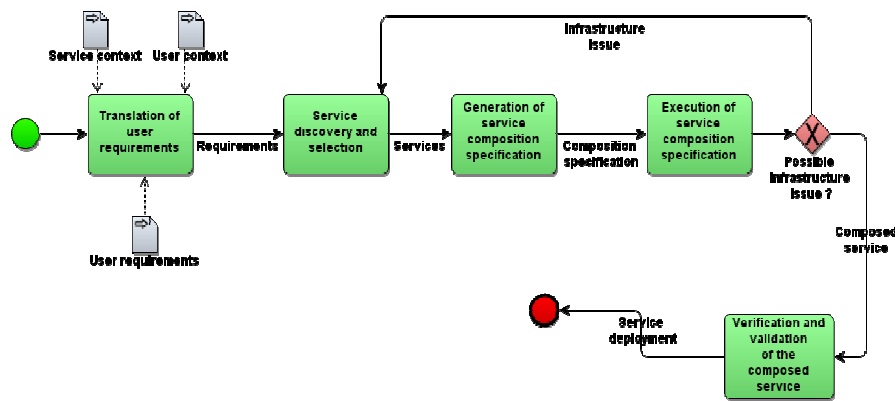 Infrastructure
issue
Service context
User context
Translation of
user
requirements
Requirements
Service
discovery and
selection
Services
Generation of
service
composition
specification
Composition
specification
Execution of
service
composition
specification
X
Possible
infrastructure
issue ?
User requirements
Composed
service
Service
deployment
Verification and
validation
of the
composed
service